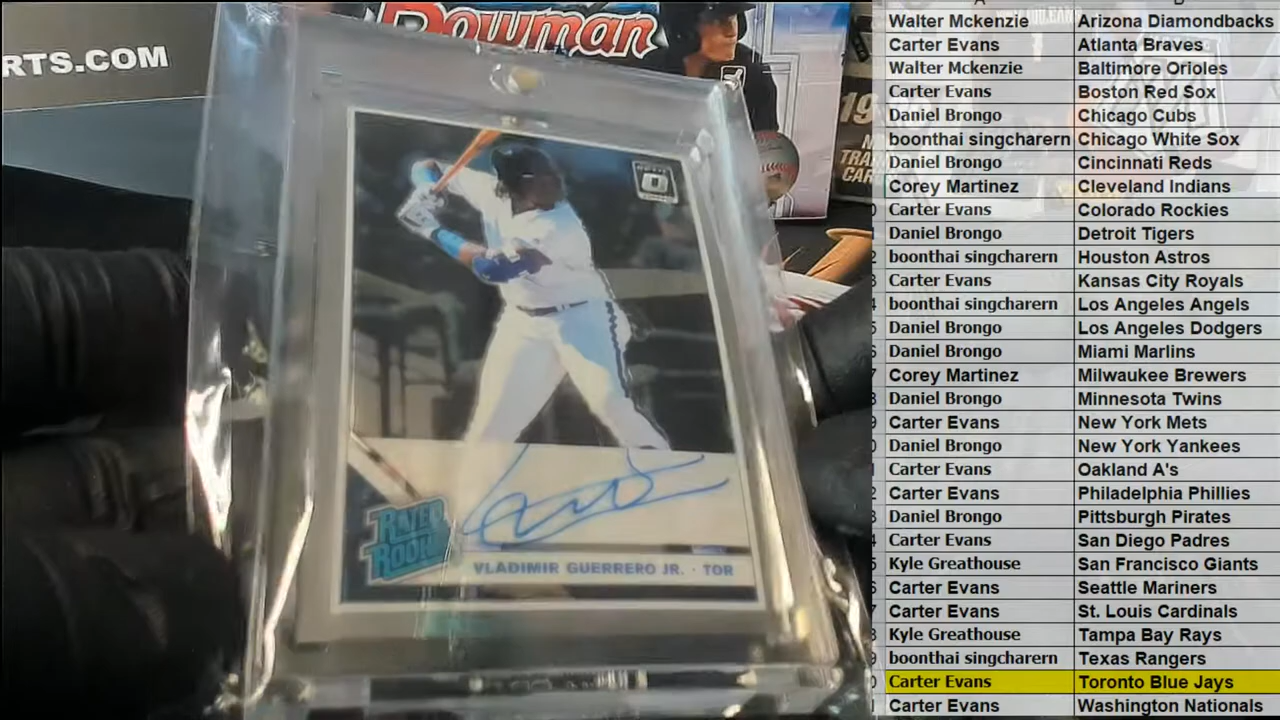 RTS.COM
Bowman
19
TRA
CAR
OPTIC
RATED
ROOKIE
VLADIMIR GUERRERO JR. · TOR
Walter Mckenzie Arizona Diamondbacks
Carter Evans Atlanta Braves
Walter Mckenzie Baltimore Orioles
Carter Evans Boston Red Sox
Daniel Brongo Chicago Cubs
boonthai singcharern Chicago White Sox
Daniel Brongo Cincinnati Reds
Corey Martinez Cleveland Indians
Carter Evans Colorado Rockies
Daniel Brongo Detroit Tigers
boonthai singcharern Houston Astros
Carter Evans Kansas City Royals
boonthai singcharern Los Angeles Angels
Daniel Brongo Los Angeles Dodgers
Daniel Brongo Miami Marlins
Corey Martinez Milwaukee Brewers
Daniel Brongo Minnesota Twins
Carter Evans New York Mets
Daniel Brongo New York Yankees
Carter Evans Oakland A's
Carter Evans Philadelphia Phillies
Daniel Brongo Pittsburgh Pirates
Carter Evans San Diego Padres
Kyle Greathouse San Francisco Giants
Carter Evans Seattle Mariners
Carter Evans St. Louis Cardinals
Kyle Greathouse Tampa Bay Rays
boonthai singcharern Texas Rangers
Carter Evans Toronto Blue Jays
Carter Evans Washington Nationals